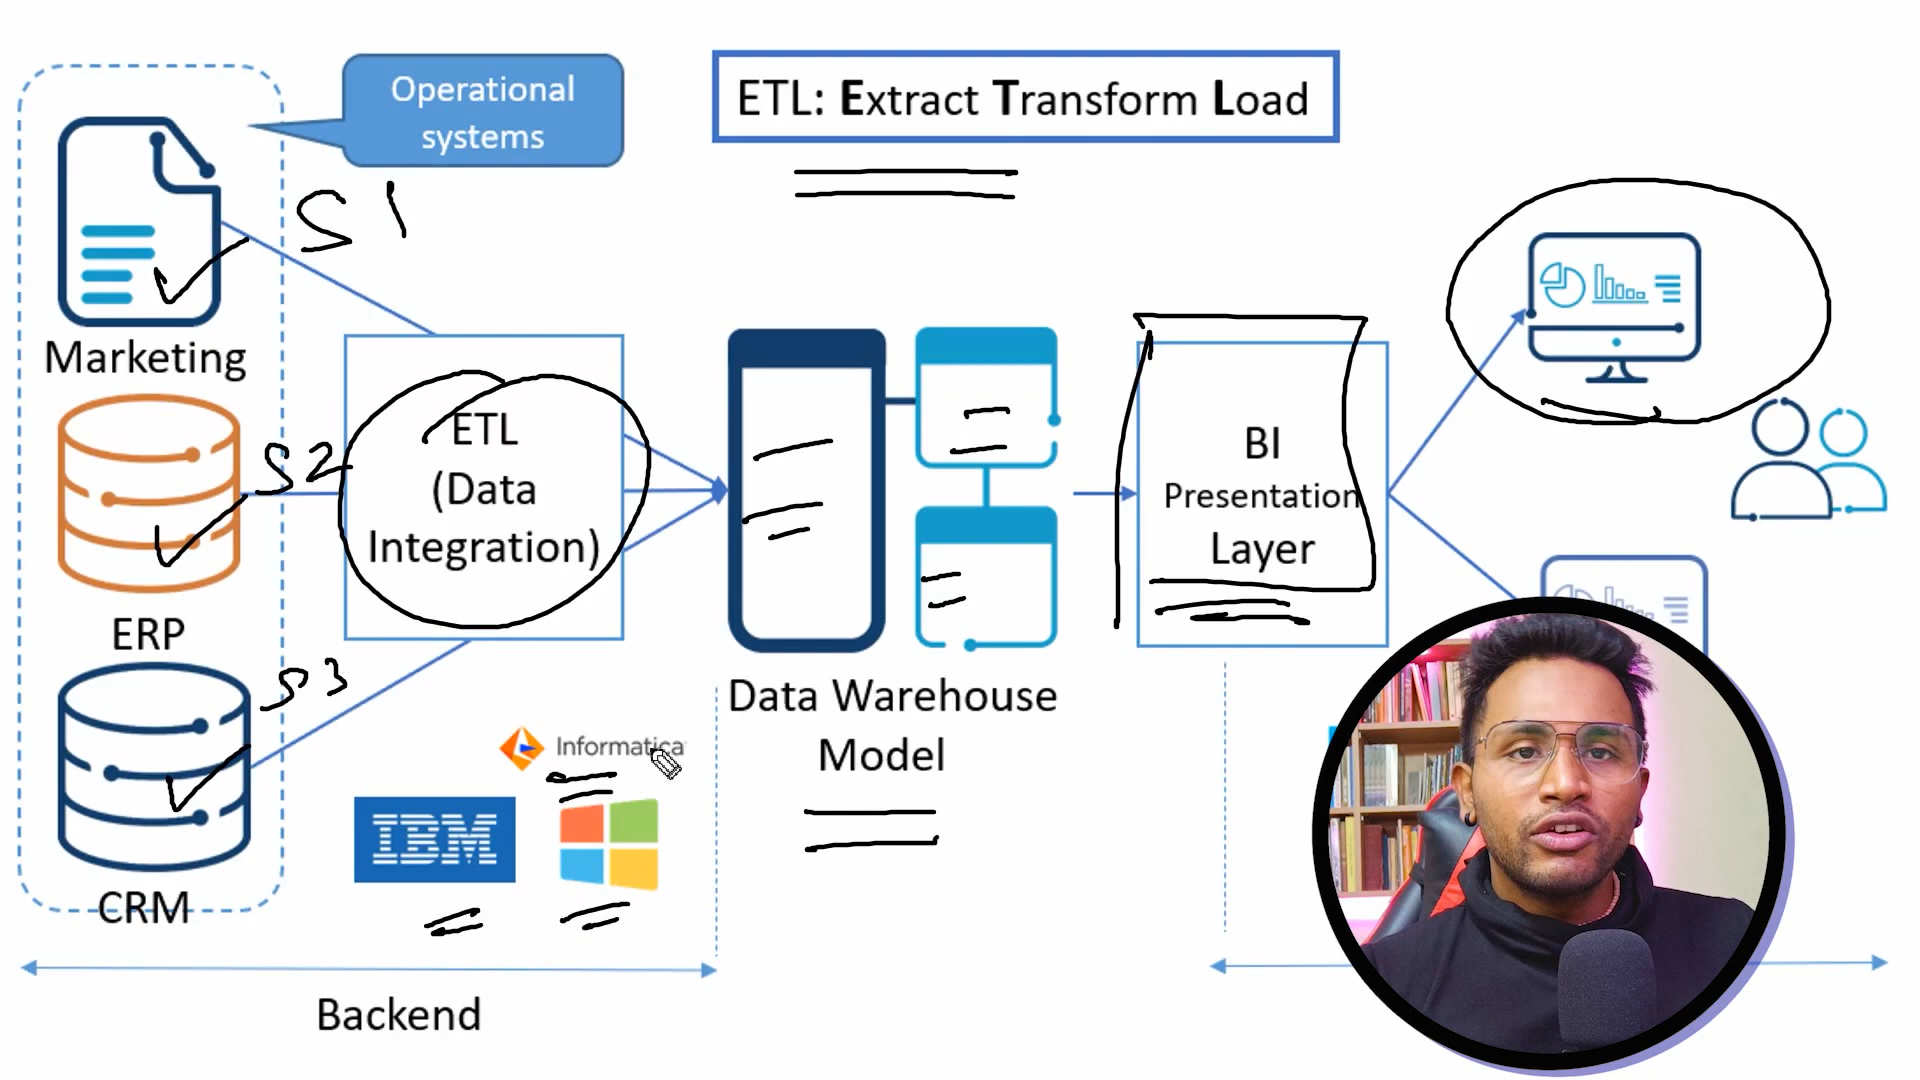 Operational
systems
ETL: Extract Transform Load
S1
Marketing
ETL
(Data
Integration)
S2
BI
Presentation
Layer
ERP
S3
Data Warehouse
Model
Informatica
IBM
CRM
Backend